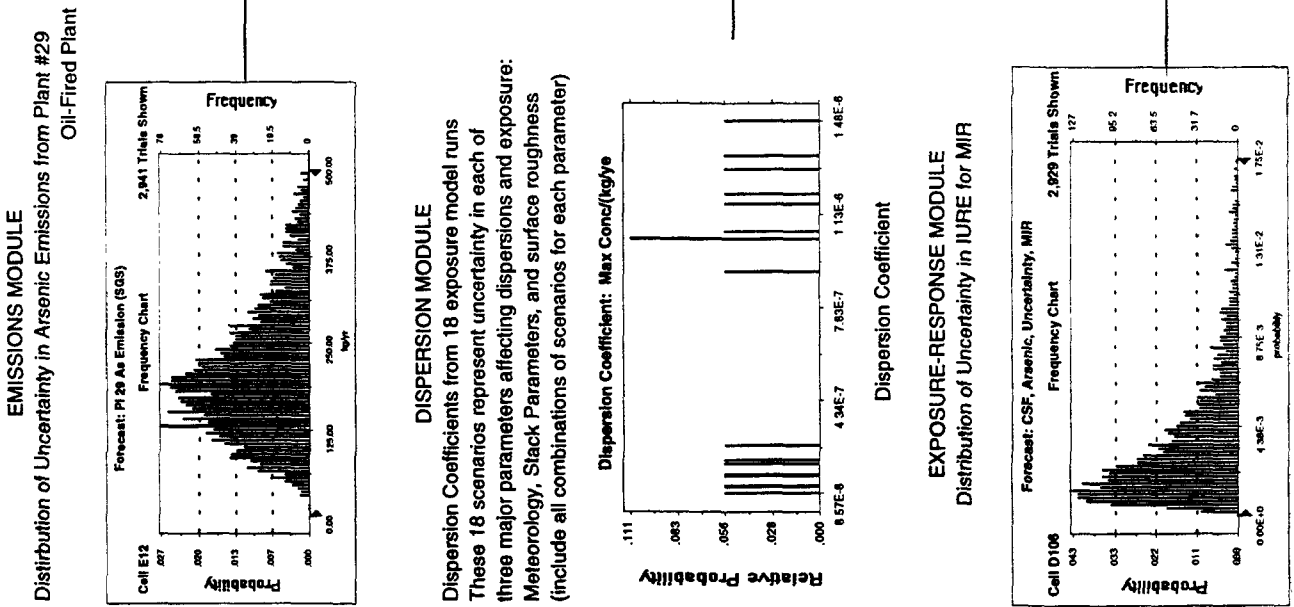 EMISSIONS MODULE
Distirbution of Uncertainty in Arsenic Emissions from Plant #29
Oil-Fired Plant
Forecast: Pl 29 As Emission (SGS)
Cell E12
Frequency Chart
2,941 Trials Shown
Probability
.027
.020
.013
.007
.000
Frequency
78
58.5
39
19.5
0
0.00
125.00
250.00
375.00
500.00
kg/yr
DISPERSION MODULE
Dispersion Coefficients from 18 exposure model runs
These 18 scenarios represent uncertainty in each of
three major parameters affecting dispersions and exposure:
Meteorology, Stack Parameters, and surface roughness
(include all combinations of scenarios for each parameter)
Dispersion Coefficient: Max Conc/(kg/ye
Relative Probability
.111
.083
.056
.028
.000
8.57E-8
4.34E-7
7.83E-7
1.13E-6
1.48E-6
Dispersion Coefficient
EXPOSURE-RESPONSE MODULE
Distribution of Uncertainty in IURE for MIR
Forecast: CSF, Arsenic, Uncertainty, MIR
Cell D106
Frequency Chart
2,929 Trials Shown
Probability
043
033
022
011
000
Frequency
127
95 2
63 5
31 7
0
0 00E+0
4 38E-3
8 75E 3
1 31E-2
1 75E-2
probability